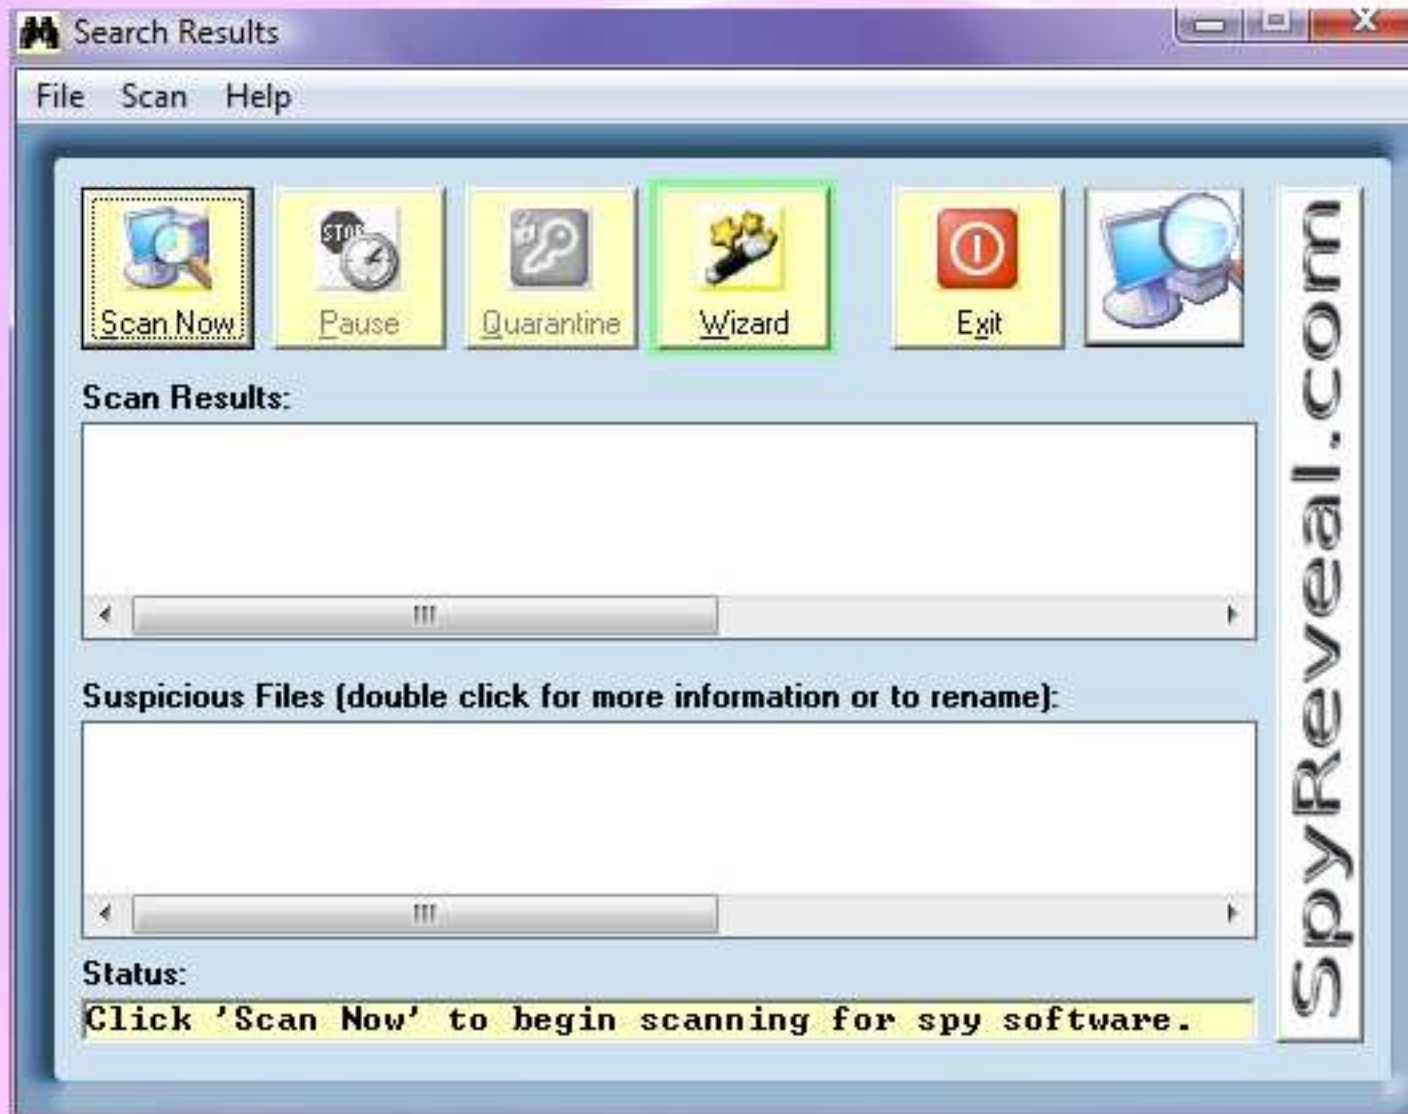 Search Results
File Scan Help
STOP
Scan Now Pause Quarantine Wizard Exit
Scan Results:
Suspicious Files (double click for more information or to rename):
Status:
Click 'Scan Now' to begin scanning for spy software.
SpyReveal.com